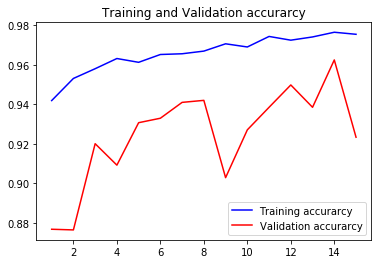 Training and Validation accurarcy
0.98
0.96
0.94
0.92
0.90
0.88
2 4 6 8 10 12 14
Training accurarcy
Validation accurarcy